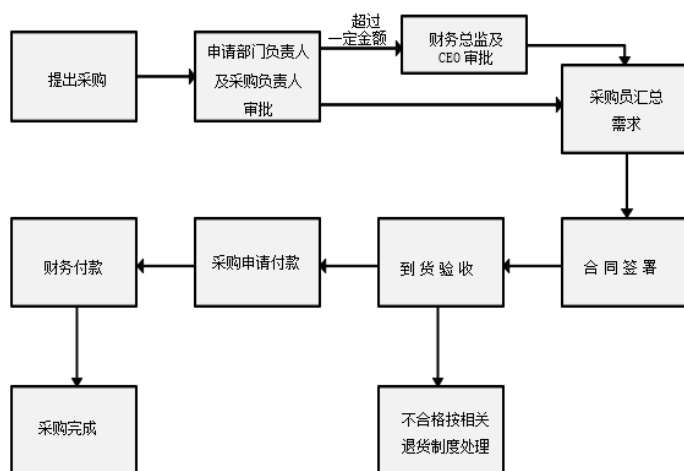 提出采购
申请部门负责人
及采购负责人
审批
超过
一定金额
财务总监及
CEO 审批
采购员汇总
需求
财务付款
采购申请付款
到货验收
合同签署
采购完成
不合格按相关
退货制度处理